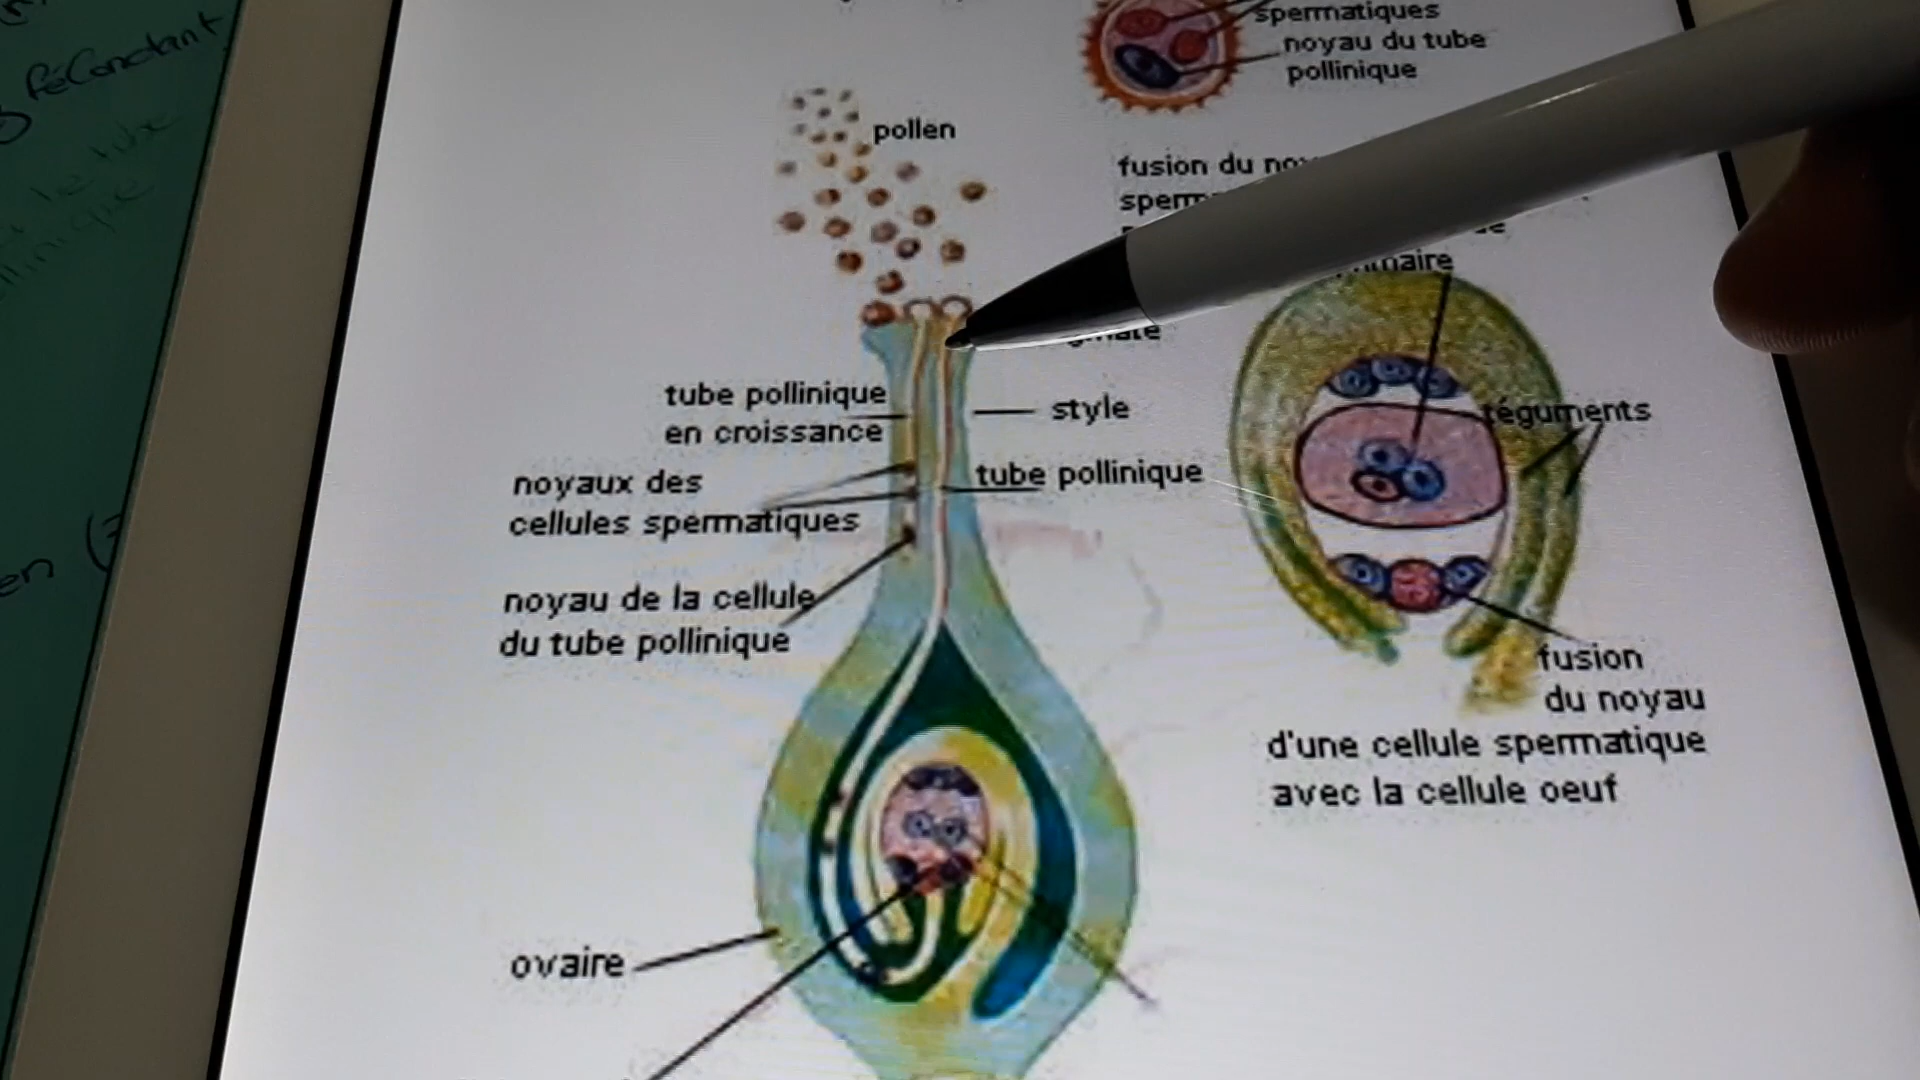 fécondant
le tube
spermatiques
noyau du tube
pollinique
pollen
fusion du
style
tube pollinique
en croissance
tube pollinique
noyaux des
cellules spermatiques
noyau de la cellule
du tube pollinique
téguments
fusion
du noyau
d'une cellule spermatique
avec la cellule oeuf
ovaire